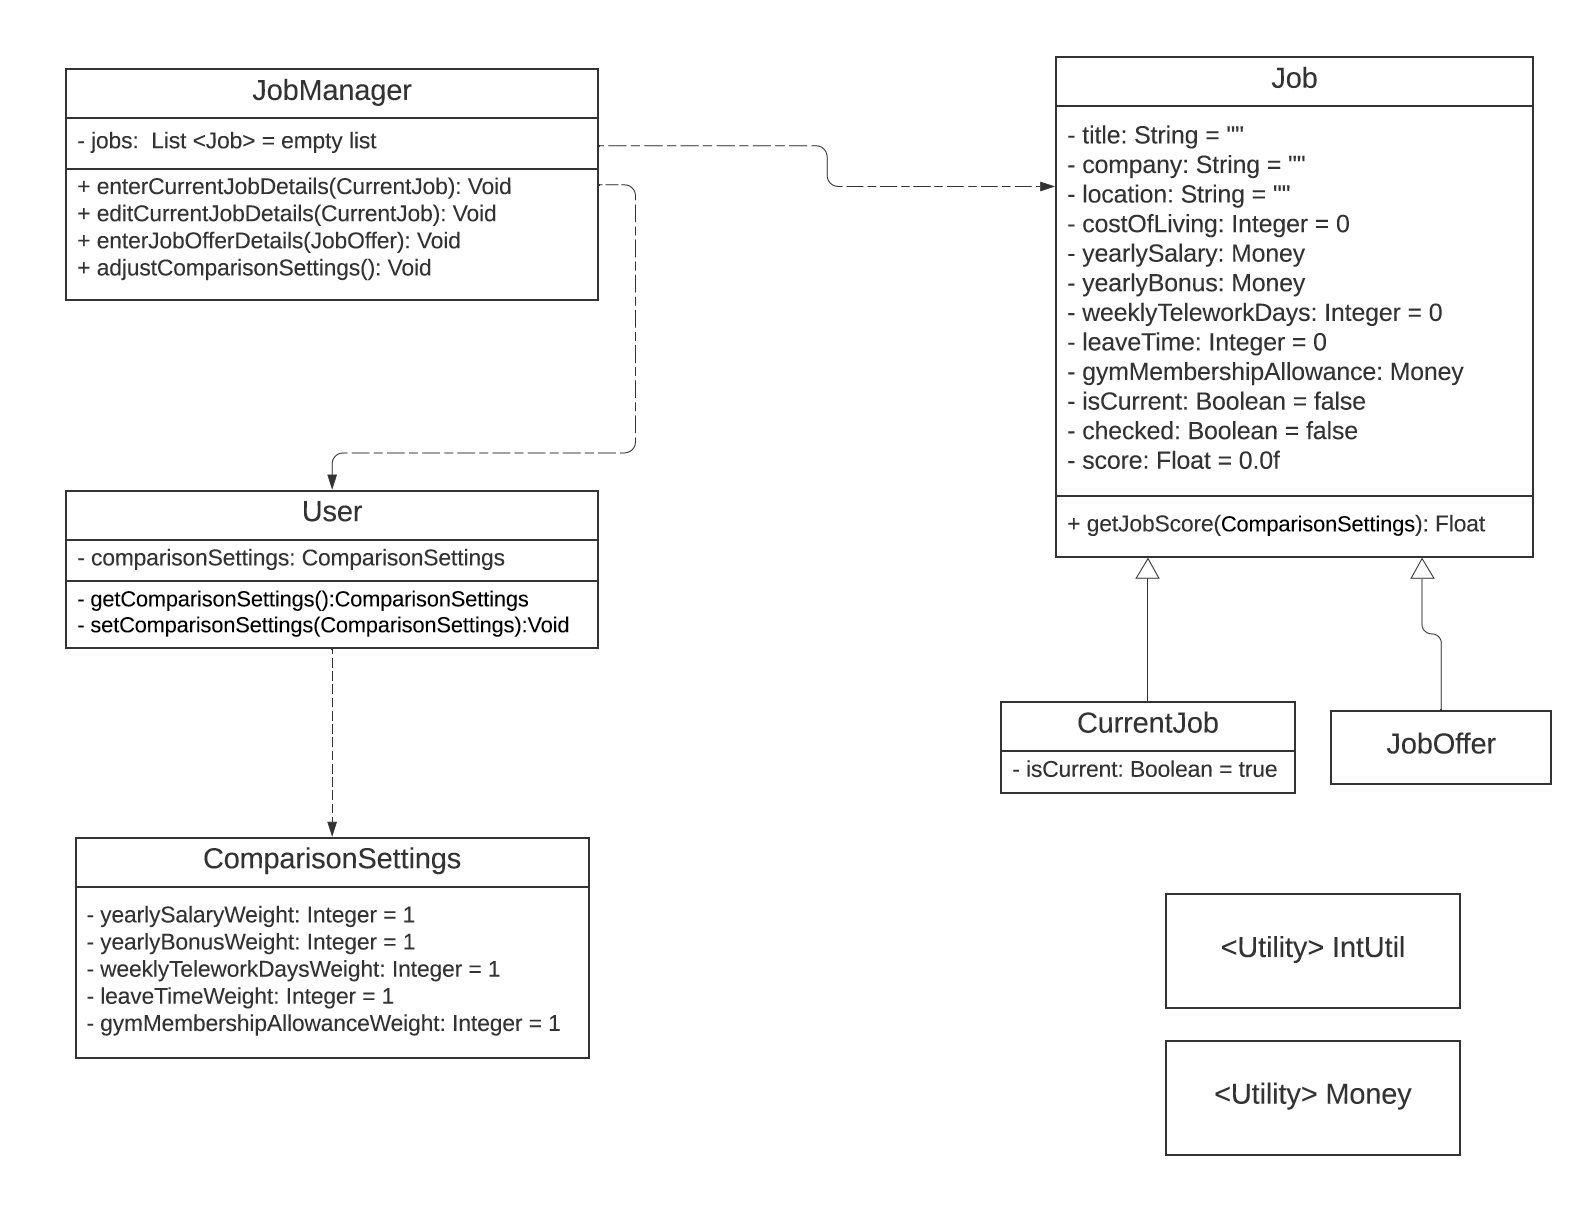 JobManager
- jobs:  List <Job> = empty list
+ enterCurrentJobDetails(CurrentJob): Void
+ editCurrentJobDetails(CurrentJob): Void
+ enterJobOfferDetails(JobOffer): Void
+ adjustComparisonSettings(): Void
Job
- title: String = ""
- company: String = ""
- location: String = ""
- costOfLiving: Integer = 0
- yearlySalary: Money
- yearlyBonus: Money
- weeklyTeleworkDays: Integer = 0
- leaveTime: Integer = 0
- gymMembershipAllowance: Money
- isCurrent: Boolean = false
- checked: Boolean = false
- score: Float = 0.0f
+ getJobScore(ComparisonSettings): Float
User
- comparisonSettings: ComparisonSettings
- getComparisonSettings():ComparisonSettings
- setComparisonSettings(ComparisonSettings):Void
CurrentJob
- isCurrent: Boolean = true
JobOffer
ComparisonSettings
- yearlySalaryWeight: Integer = 1
- yearlyBonusWeight: Integer = 1
- weeklyTeleworkDaysWeight: Integer = 1
- leaveTimeWeight: Integer = 1
- gymMembershipAllowanceWeight: Integer = 1
<Utility> IntUtil
<Utility> Money